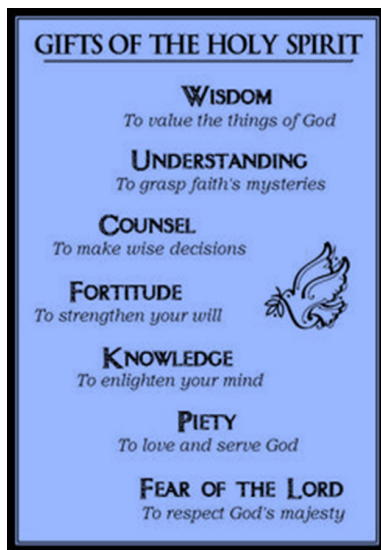 GIFTS OF THE HOLY SPIRIT
WISDOM
To value the things of God
UNDERSTANDING
To grasp faith's mysteries
COUNSEL
To make wise decisions
FORTITUDE
To strengthen your will
KNOWLEDGE
To enlighten your mind
PIETY
To love and serve God
FEAR OF THE LORD
To respect God's majesty